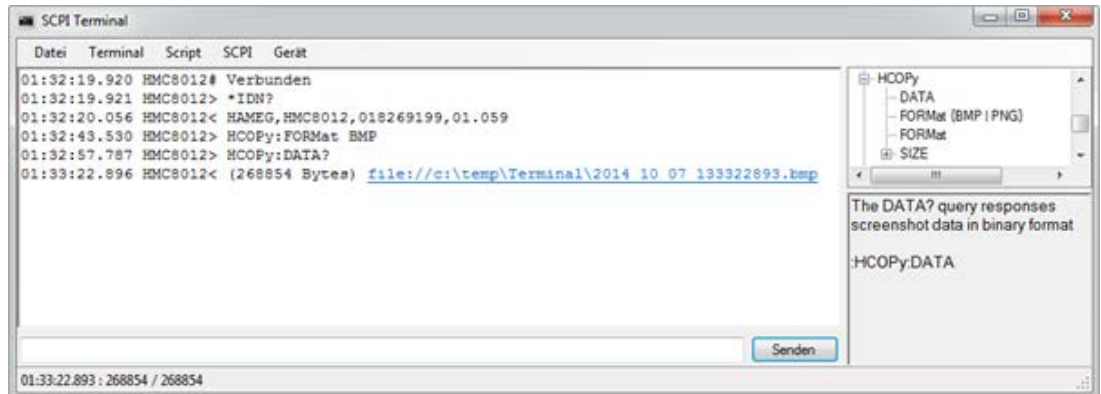 SCPI Terminal
Datei Terminal Script SCPI Gerät
01:32:19.920 HMC8012# Verbunden
01:32:19.921 HMC8012> *IDN?
01:32:20.056 HMC8012< HAMEG,HMC8012,018269199,01.059
01:32:43.530 HMC8012> HCOPy:FORMat BMP
01:32:57.787 HMC8012> HCOPy:DATA?
01:33:22.896 HMC8012< (268854 Bytes) file://c:\temp\Terminal\2014_10_07_133322893.bmp
HCOPy
DATA
FORMat (BMP | PNG)
FORMat
SIZE
The DATA? query responses
screenshot data in binary format
:HCOPy:DATA
Senden
01:33:22.893 : 268854 / 268854